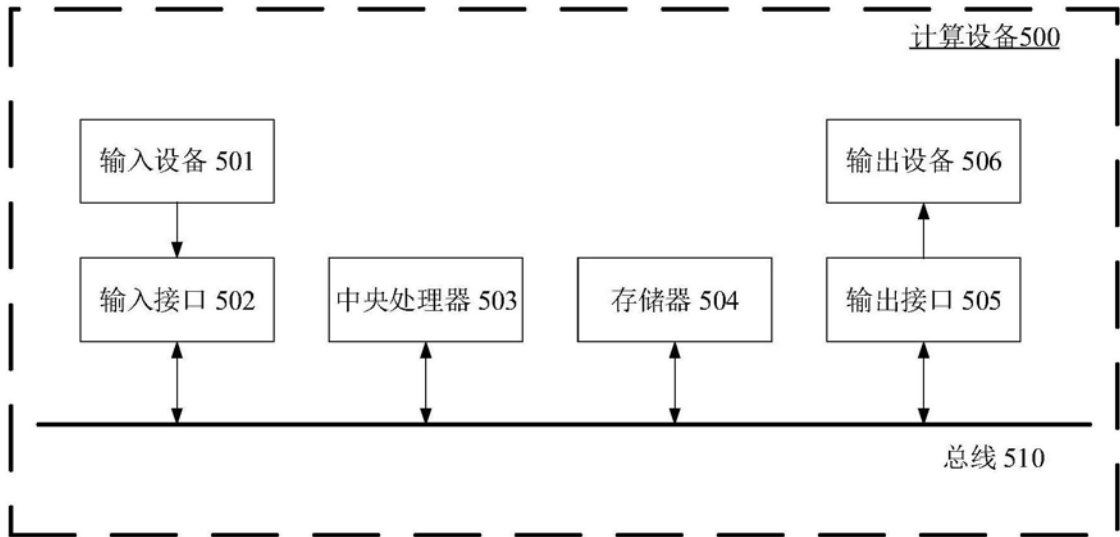 计算设备500
输入设备 501
输出设备 506
输入接口 502
中央处理器 503
存储器 504
输出接口 505
总线 510